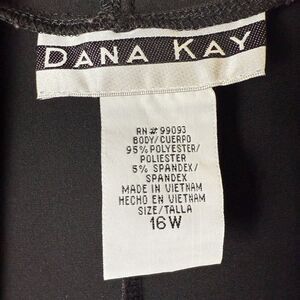 DANA KAY
RN# 99093
BODY/CUERPO
95% POLYESTER/
POLIESTER
5% SPANDEX/
SPANDEX
MADE IN VIETNAM
HECHO EN VIETNAM
SIZE/TALLA
16W